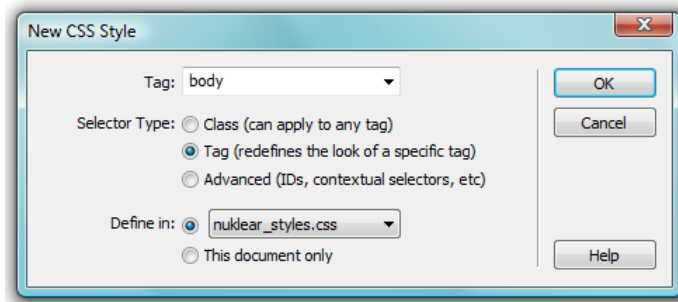 New CSS Style
Tag: body
OK
Selector Type: Class (can apply to any tag)
Cancel
Tag (redefines the look of a specific tag)
Advanced (IDs, contextual selectors, etc)
Define in: nuklear_styles.css
This document only
Help